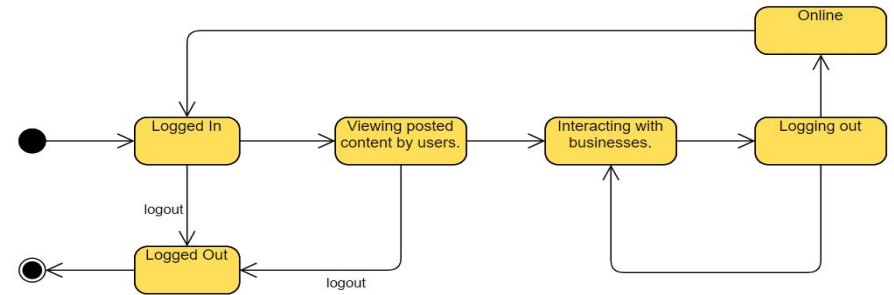 Online
Logged In
Viewing posted
content by users.
Interacting with
businesses.
Logging out
logout
Logged Out
logout